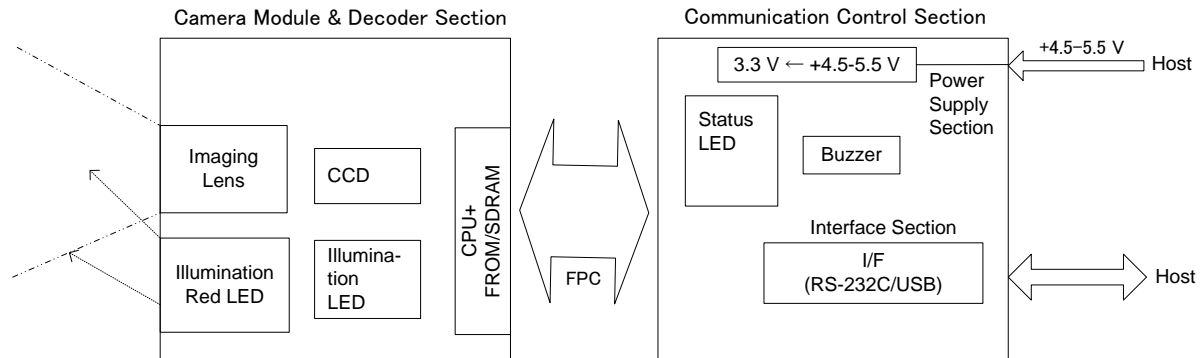 Camera Module & Decoder Section
Communication Control Section
3.3 V ← +4.5-5.5 V
+4.5-5.5 V
Host
Power
Supply
Section
Status
LED
Buzzer
Imaging
Lens
CCD
CPU+
FROM/SDRAM
Illumination
Red LED
Illumina-
tion
LED
FPC
Interface Section
I/F
(RS-232C/USB)
Host